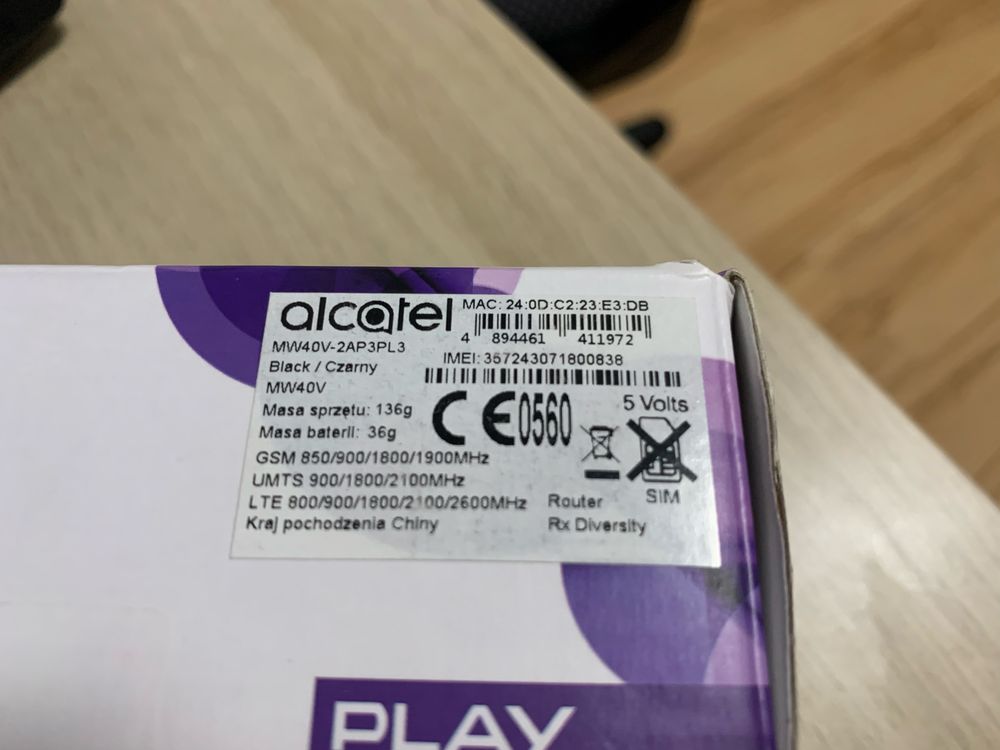 alcatel
MAC: 24:0D:C2:23:E3:DB
4 894461 411972
MW40V-2AP3PL3
IMEI: 357243071800838
Black / Czarny
MW40V
Masa sprzętu: 136g
Masa baterii: 36g
CE0560
5 Volts
GSM 850/900/1800/1900MHz
UMTS 900/1800/2100MHz
SIM
LTE 800/900/1800/2100/2600MHz
Router
Kraj pochodzenia Chiny
Rx Diversity
PLAY